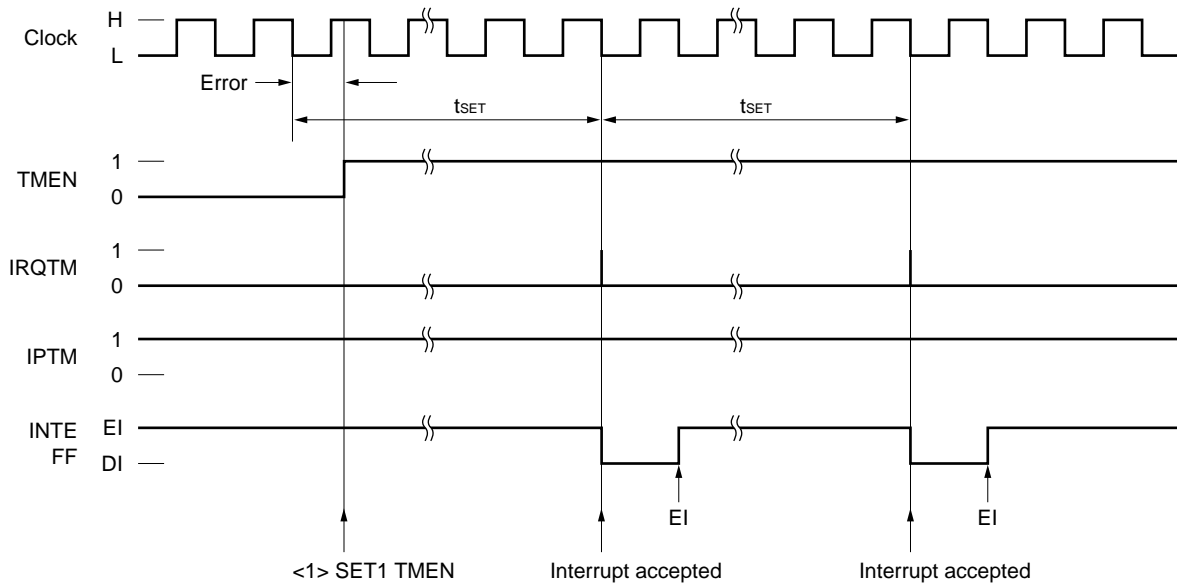 H
Clock
L
Error
tSET
tSET
1
TMEN
0
1
IRQTM
0
1
IPTM
0
INTE
FF
EI
DI
EI
EI
<1> SET1 TMEN
Interrupt accepted
Interrupt accepted